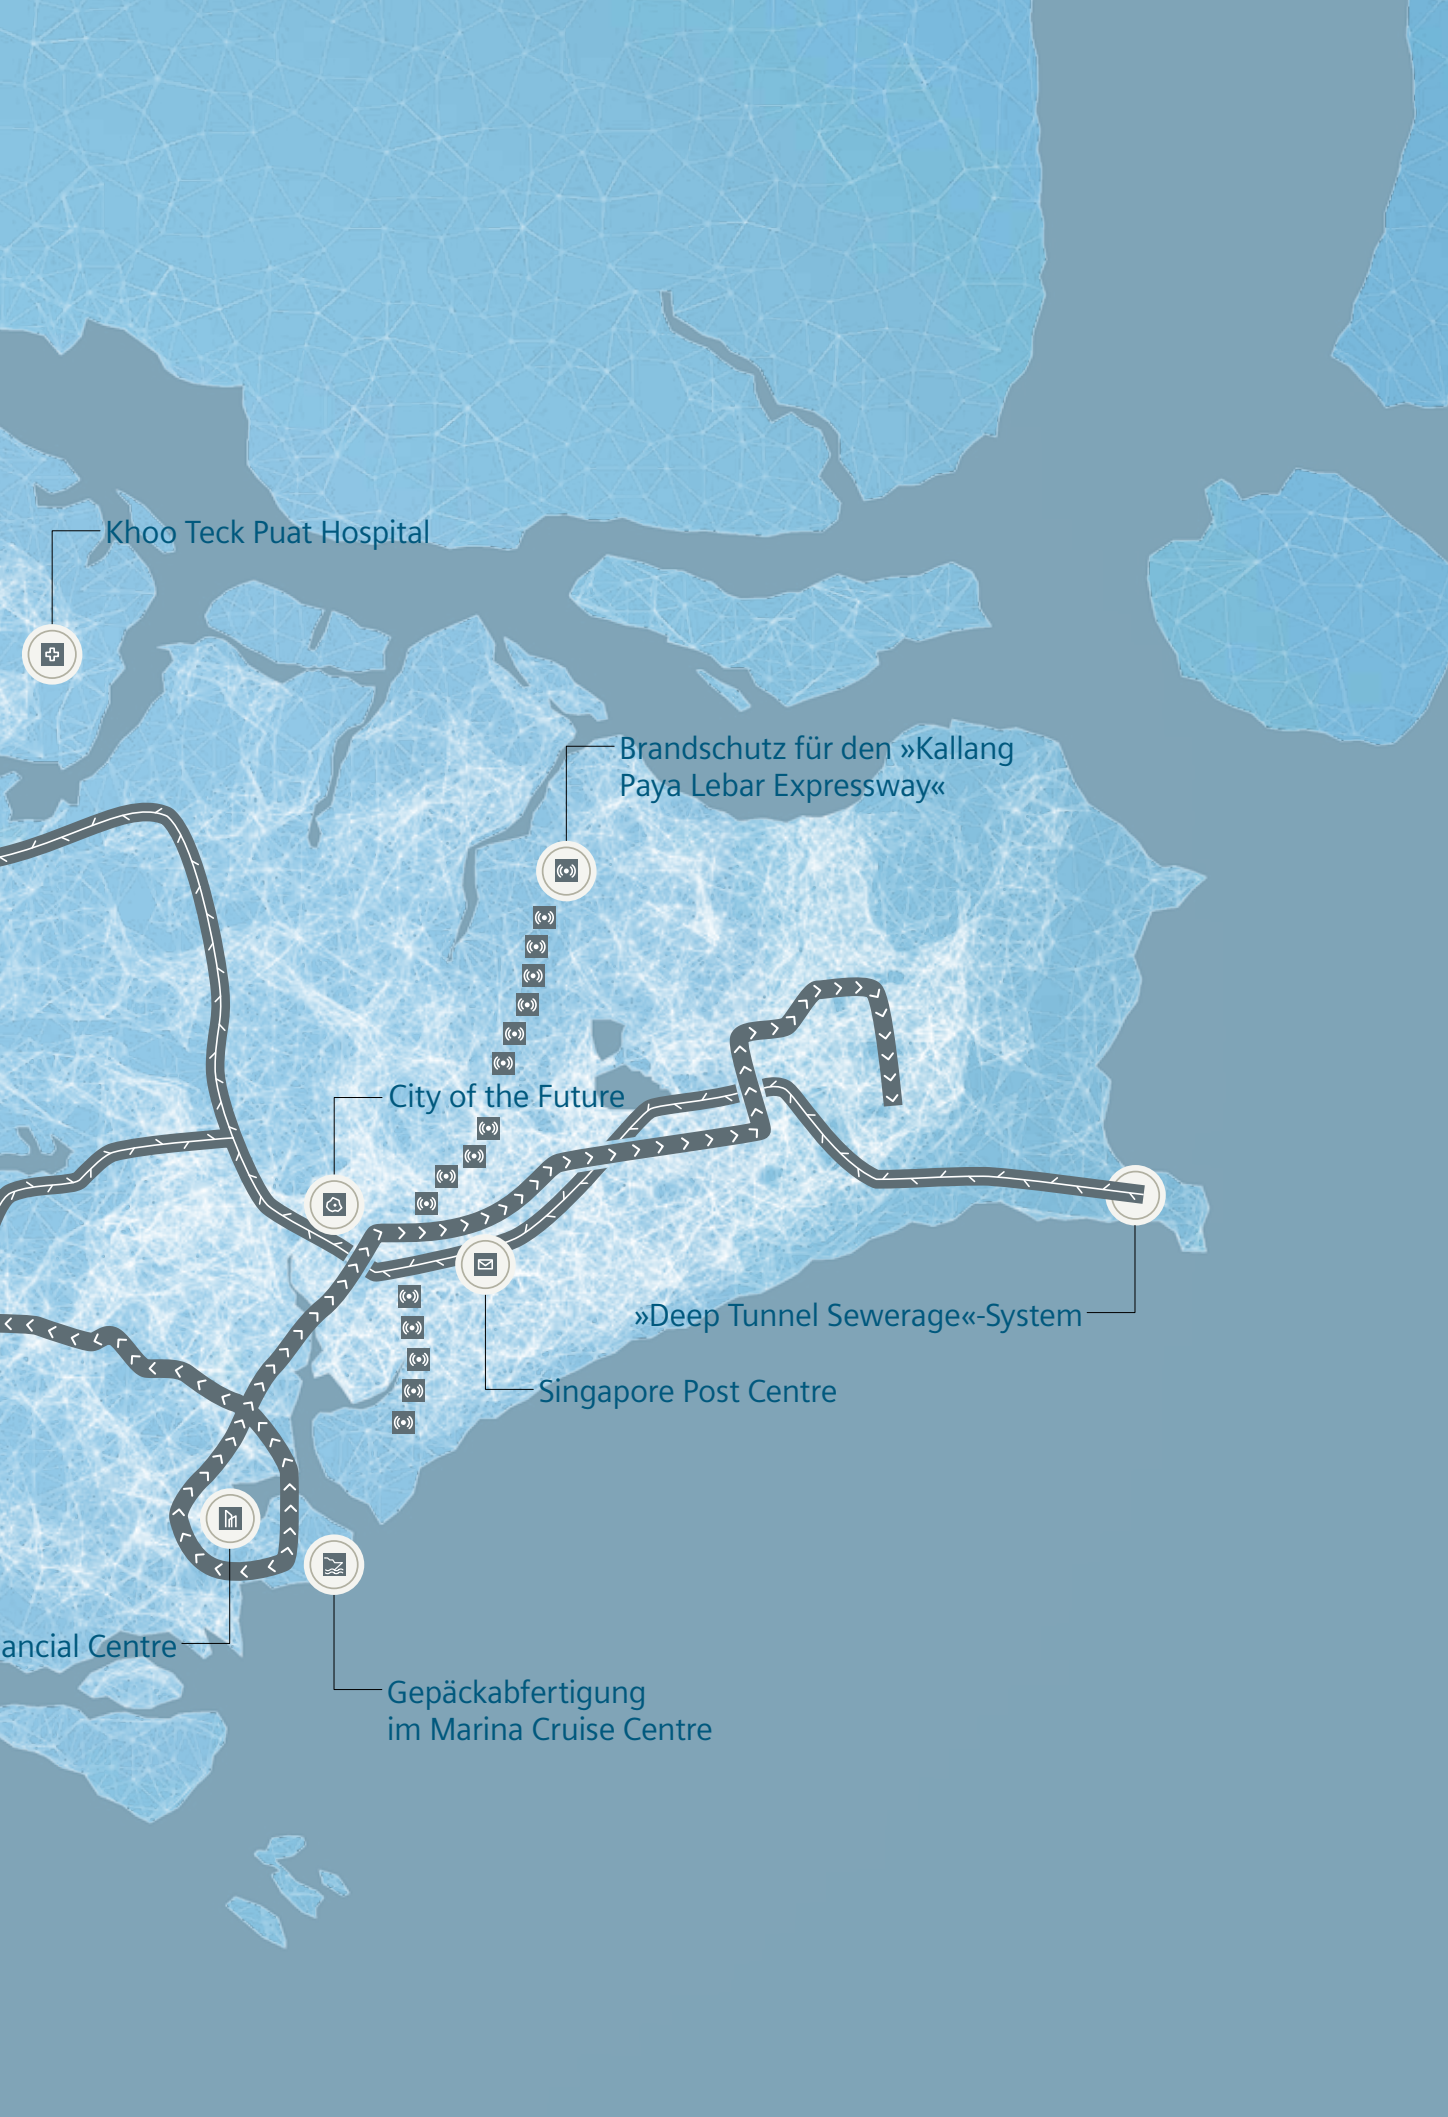 Khoo Teck Puat Hospital
Brandschutz für den »Kallang
Paya Lebar Expressway«
City of the Future
»Deep Tunnel Sewerage«-System
Singapore Post Centre
ancial Centre
Gepäckabfertigung
im Marina Cruise Centre